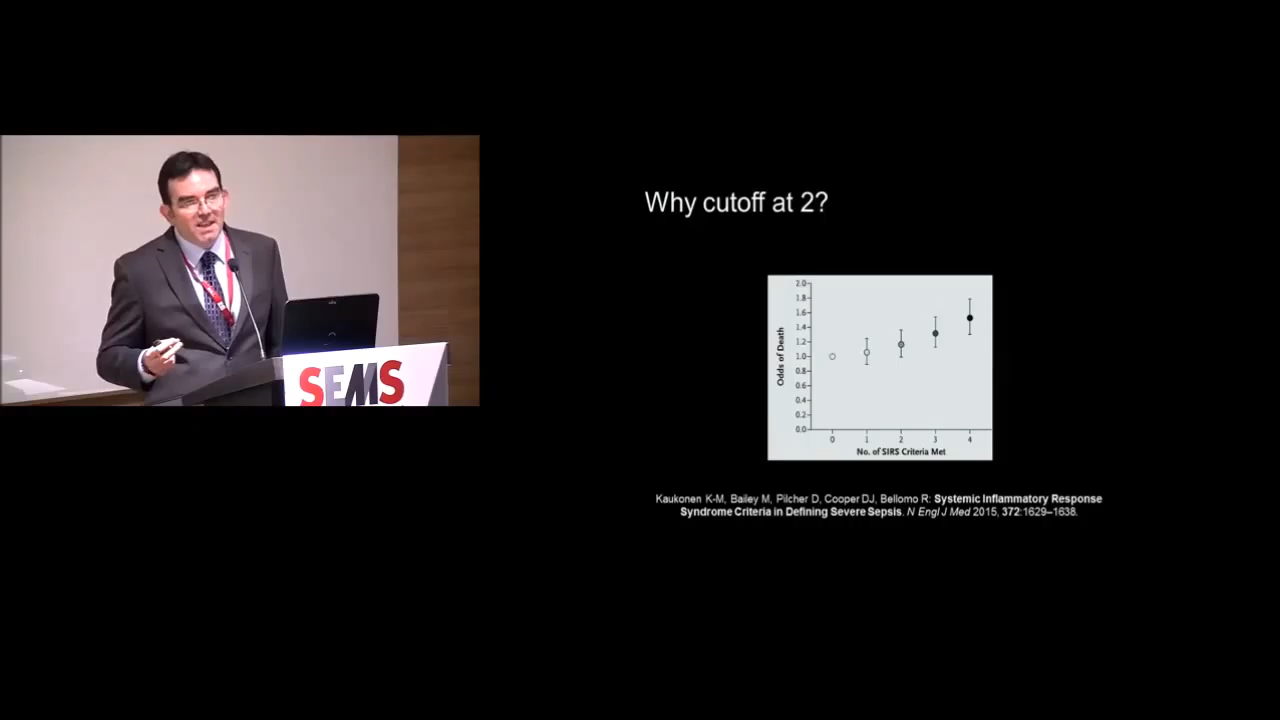 SEMS
Why cutoff at 2?
2.0
1.8
1.6
1.4
1.2
1.0
0.8
0.6
0.4
0.2
0.0
Odds of Death
0 1 2 3 4
No. of SIRS Criteria Met
Kaukonen K-M, Bailey M, Pilcher D, Cooper DJ, Bellomo R: Systemic Inflammatory Response
Syndrome Criteria in Defining Severe Sepsis. N Engl J Med 2015, 372:1629–1638.